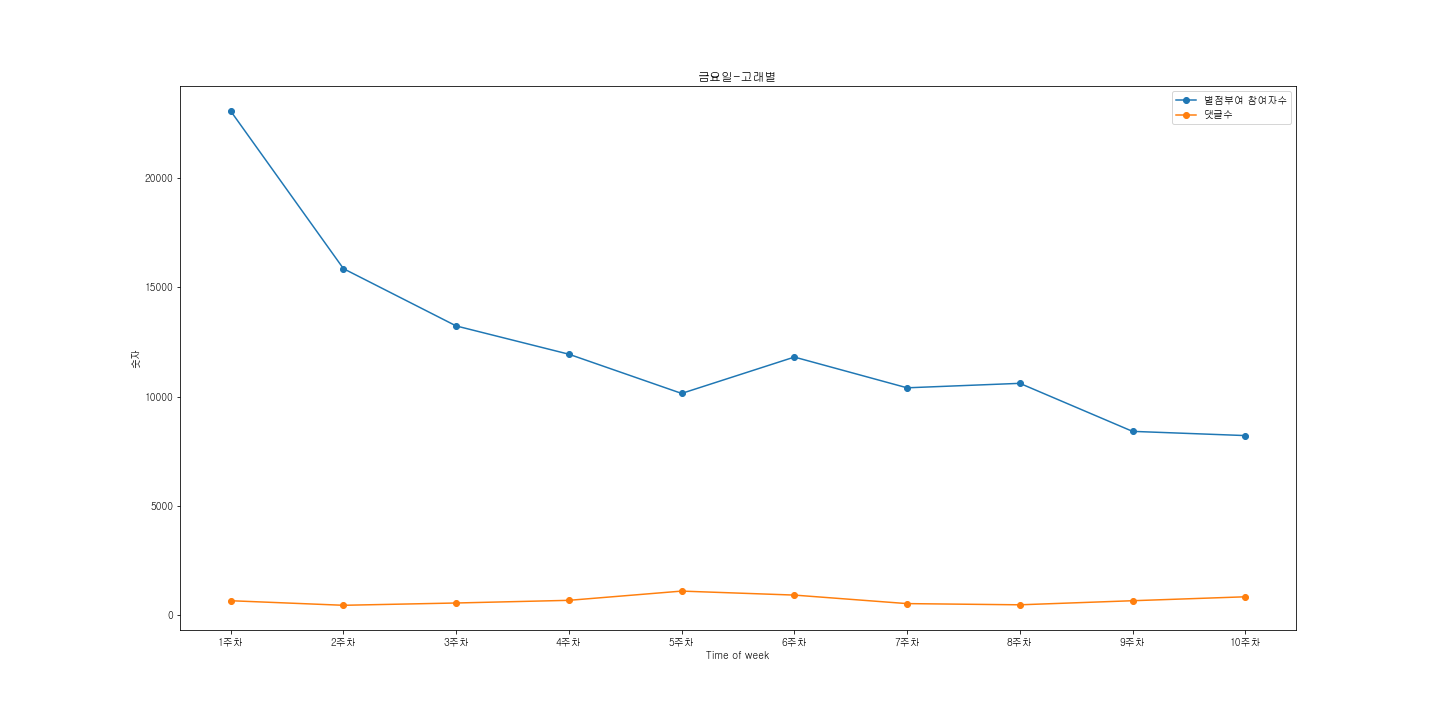 금요일-고래별
별점부여 참여자수
댓글수
20000
15000
10000
5000
0
숫자
1주차 2주차 3주차 4주차 5주차 6주차 7주차 8주차 9주차 10주차
Time of week